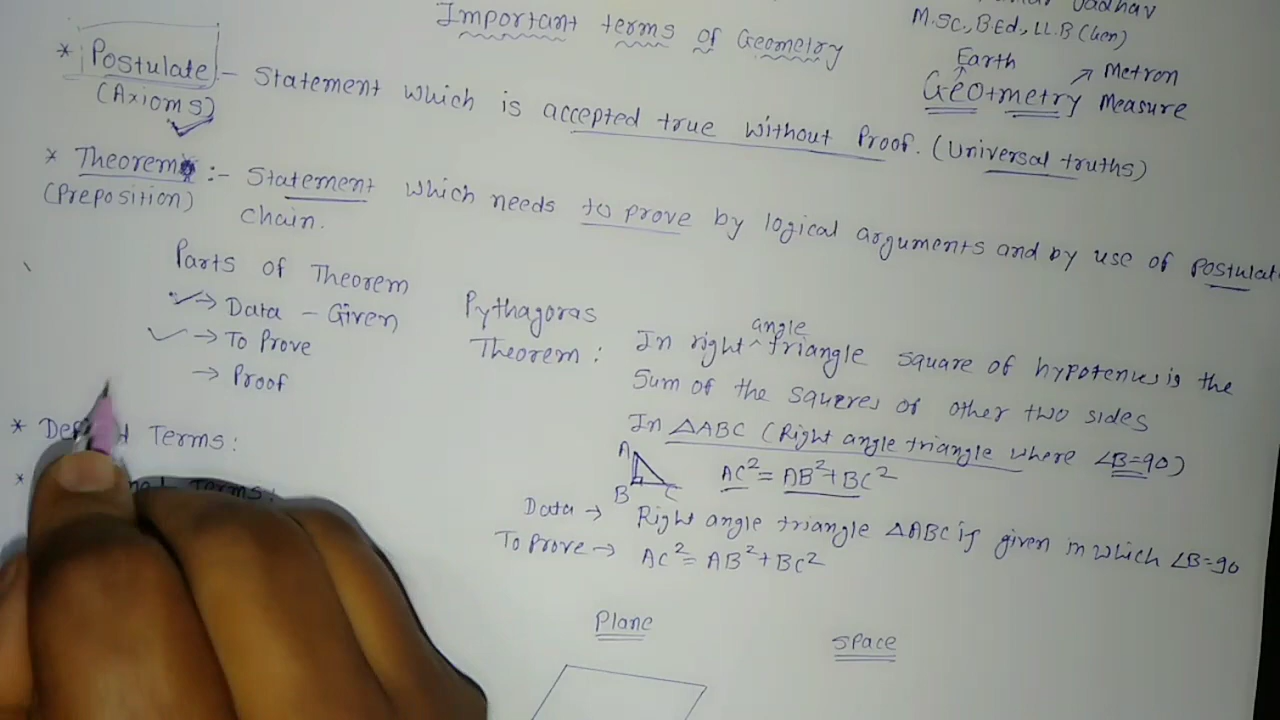 Important terms of Geometry
Jadhav
M.Sc., B.Ed., LL.B (Gen)
Earth
Metron
Geo+metry Measure
* Postulate :- Statement which is accepted true without Proof. (Universal truths)
(Axioms)
* Theorem :- Statement which needs to prove by logical arguments and by use of Postulat
(Preposition) chain.
Parts of Theorem
→ Data - Given
→ To Prove
→ Proof
Pythagoras
Theorem :
angle
In right ^ triangle square of hypotenus is the
Sum of the squeres of other two sides
In △ABC (Right angle triangle where ∠B=90)
A
B C
AC²= AB²+BC²
Data → Right angle triangle △ABC is given in which ∠B=90
To Prove → AC²= AB²+BC²
* Terms :
* Terms :
Plane
Space